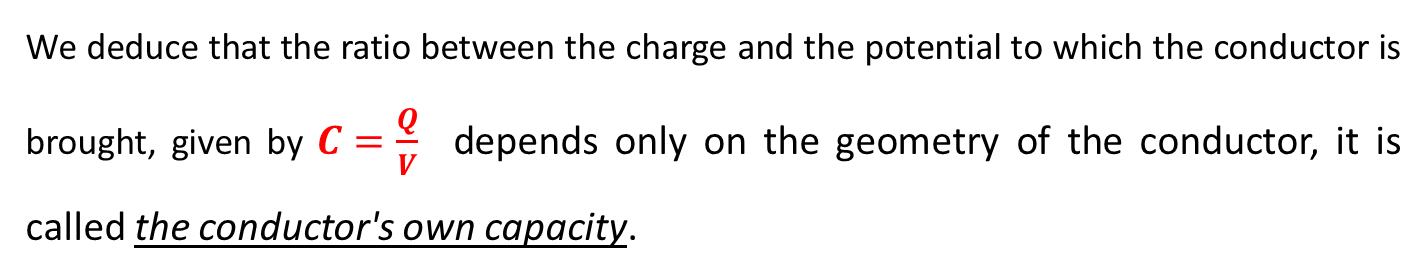 We deduce that the ratio between the charge and the potential to which the conductor is
brought, given by C = Q/V depends only on the geometry of the conductor, it is
called the conductor's own capacity.